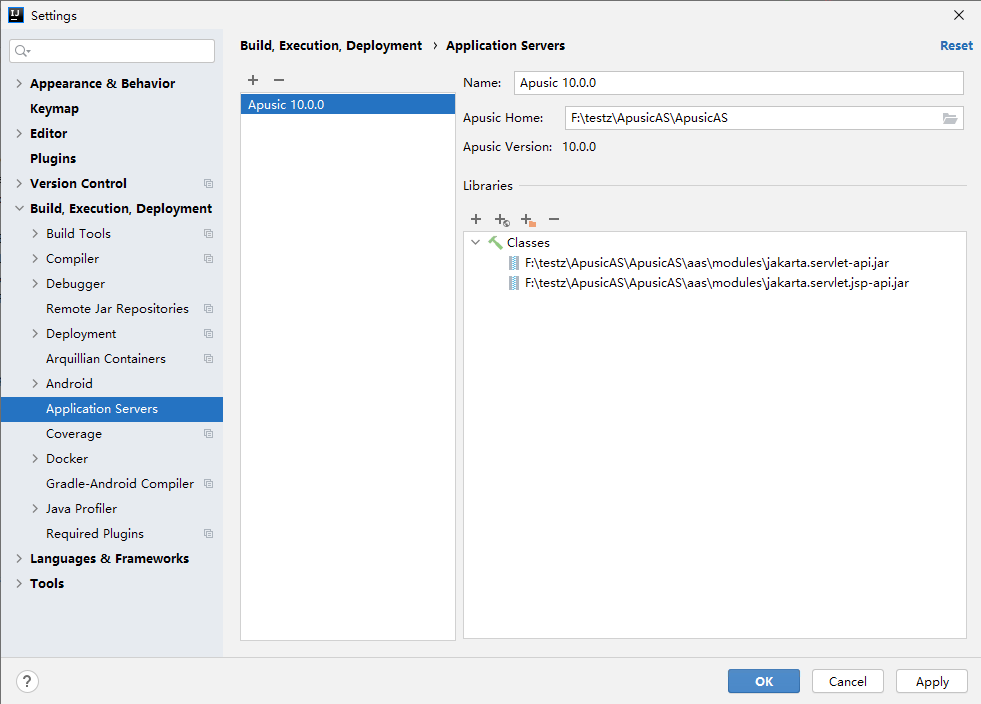 Settings
Build, Execution, Deployment › Application Servers
Reset
Appearance & Behavior
Keymap
Editor
Plugins
Version Control
Build, Execution, Deployment
Build Tools
Compiler
Debugger
Remote Jar Repositories
Deployment
Arquillian Containers
Android
Application Servers
Coverage
Docker
Gradle-Android Compiler
Java Profiler
Required Plugins
Languages & Frameworks
Tools
Apusic 10.0.0
Name: Apusic 10.0.0
Apusic Home: F:\testz\ApusicAS\ApusicAS
Apusic Version: 10.0.0
Libraries
Classes
F:\testz\ApusicAS\ApusicAS\aas\modules\jakarta.servlet-api.jar
F:\testz\ApusicAS\ApusicAS\aas\modules\jakarta.servlet.jsp-api.jar
?
OK
Cancel
Apply